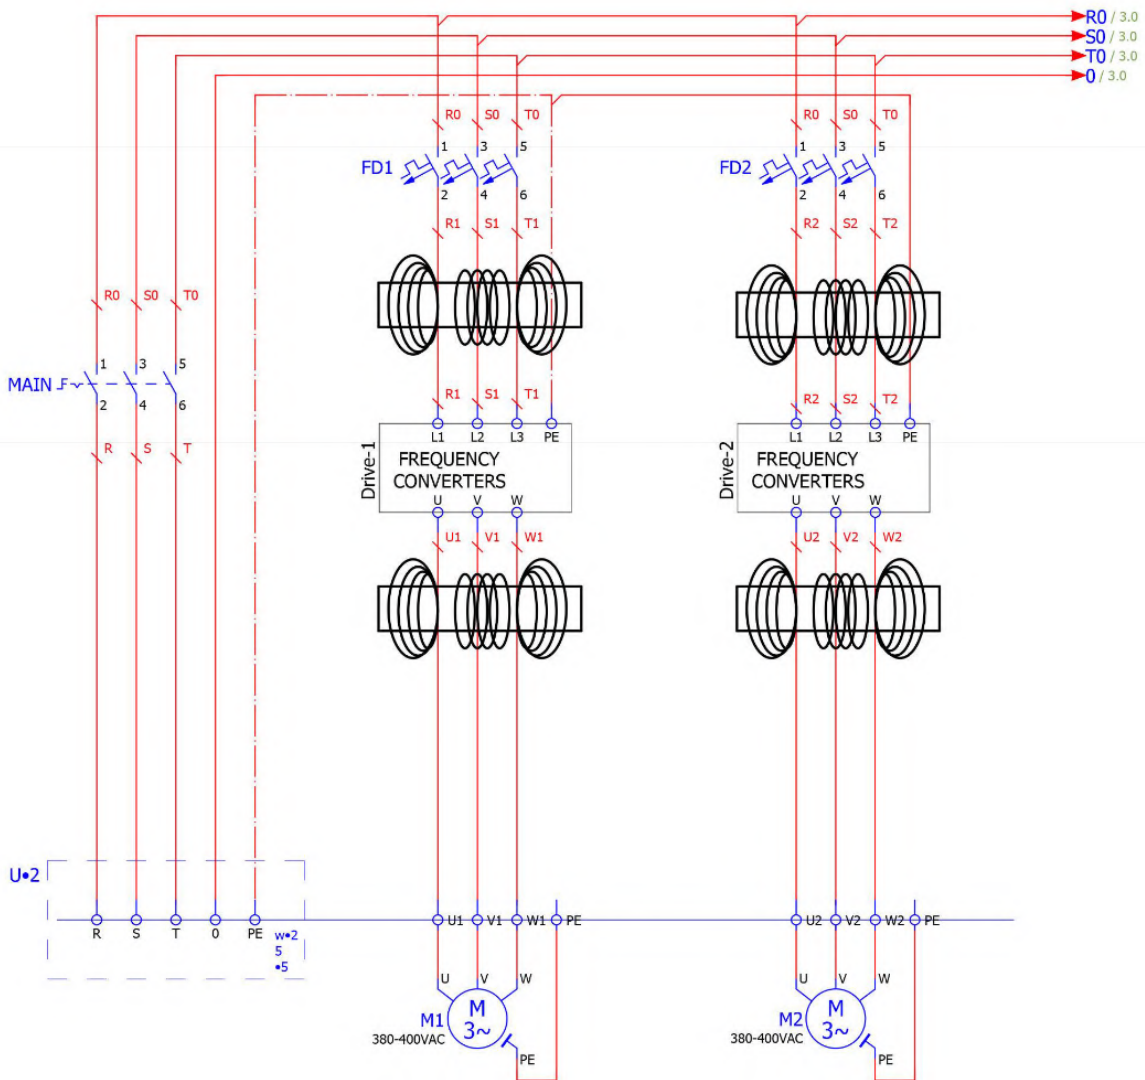 R0 / 3.0
S0 / 3.0
T0 / 3.0
0 / 3.0
R0 S0 T0 R0 S0 T0
1 3 5 1 3 5
FD1 FD2
2 4 6 2 4 6
R1 S1 T1 R2 S2 T2
R0 S0 T0
1 3 5
MAIN
2 4 6
R1 S1 T1 R2 S2 T2
L1 L2 L3 PE L1 L2 L3 PE
R S T
Drive-1 FREQUENCY CONVERTERS
Drive-2 FREQUENCY CONVERTERS
U V W U V W
U1 V1 W1 U2 V2 W2
U•2
U1 V1 W1 PE U2 V2 W2 PE
R S T 0 PE w•2
5
•5
U V W U V W
M1 M 3~ M2 M 3~
380-400VAC 380-400VAC
PE PE